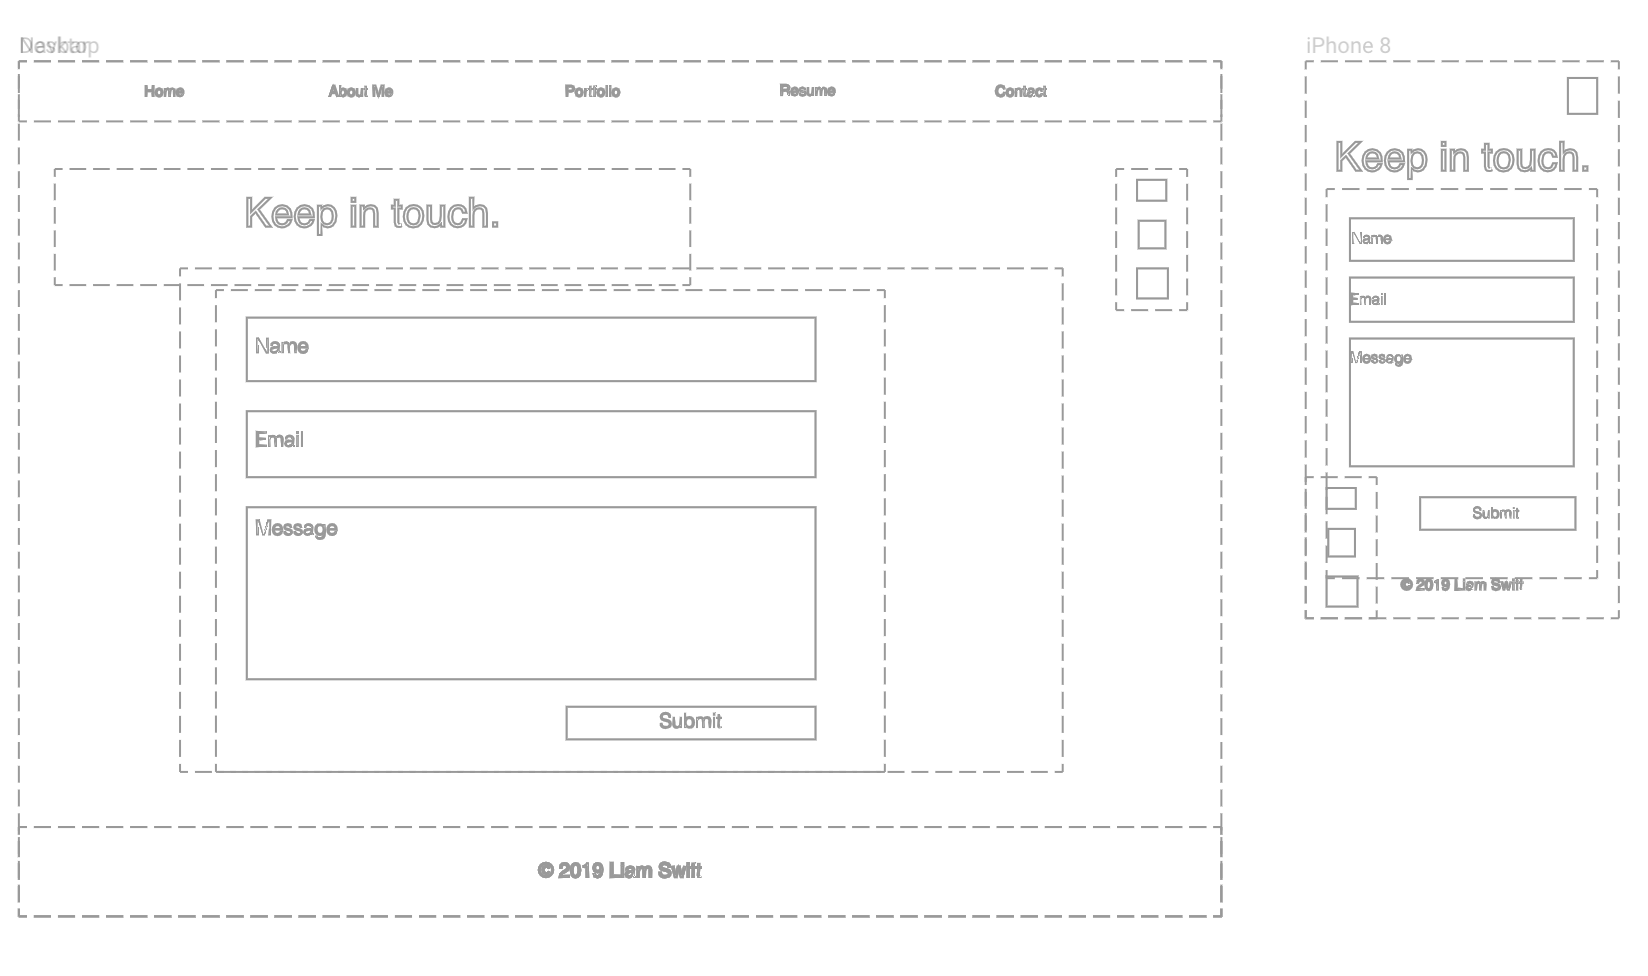 iPhone 8
Home About Me Portfolio Resume Contact
Keep in touch.
Name
Email
Message
Submit
© 2019 Liam Swift
Keep in touch.
Name
Email
Message
Submit
© 2019 Liam Swift